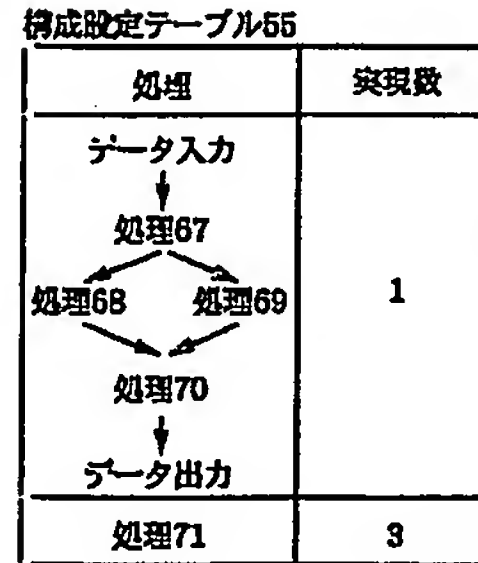 構成設定テーブル55
処理 実現数
データ入力
処理67
処理68 処理69
1
処理70
データ出力
処理71 3